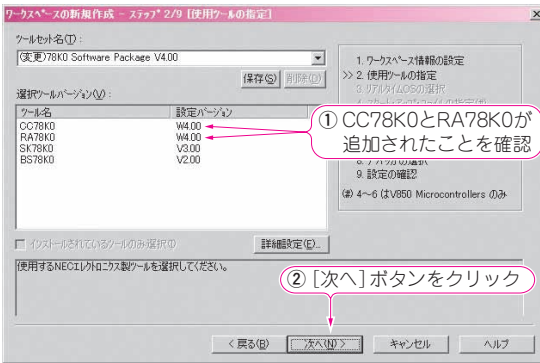 ワークスペースの新規作成 - ステップ 2/9 [使用ツールの指定]
ツールセット名(T):
(変更)78K0 Software Package V4.00
保存(S) 削除(D)
選択ツールバージョン(V):
ツール名 設定バージョン
CC78K0 W4.00
RA78K0 W4.00
SK78K0 V3.00
BS78K0 V2.00
インストールされているツールのみ選択(I)
詳細設定(E)...
1. ワークスペース情報の設定
>> 2. 使用ツールの指定
3. リアルタイムOSの選択
① CC78K0とRA78K0が
追加されたことを確認
9. 設定の確認
(#) 4~6 はV850 Microcontrollers のみ
使用するNECエレクトロニクス製ツールを選択してください。
② [次へ]ボタンをクリック
< 戻る(B) 次へ(N) > キャンセル ヘルプ